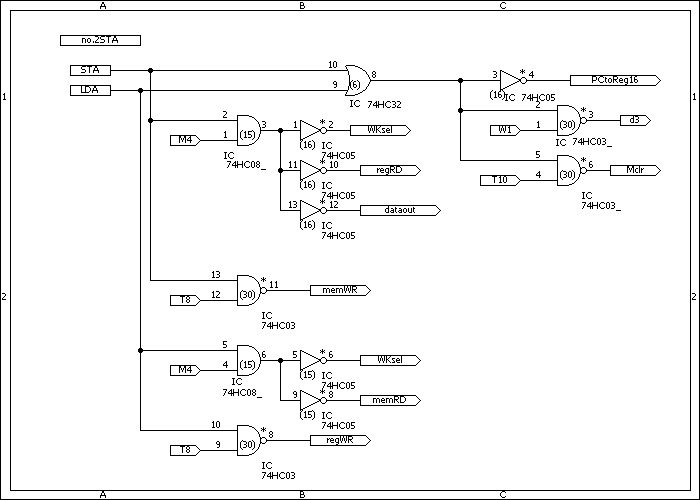 A B C
no.2STA
STA 10 8 3 * 4 PCtoReg16
(6)
LDA 9 (16) IC 74HC05
IC 74HC32
1 1
2 3 1 * 2 WKsel 2 * 3 d3
M4 1 (15) (16) IC W1 1 (30)
IC 74HC05 IC 74HC03_
74HC08_ 11 * 10 regRD 5 * 6 Mclr
(16) IC T10 4 (30)
74HC05 IC
13 * 12 dataout 74HC03_
(16) IC
74HC05
13 * 11 memWR
2 T8 12 (30) 2
IC
74HC03
5 6 5 * 6 WKsel
M4 4 (15) (15) IC
IC 74HC05
74HC08_ 9 * 8 memRD
(15) IC
10 * 8 regWR 74HC05
T8 9 (30)
IC
74HC03
A B C